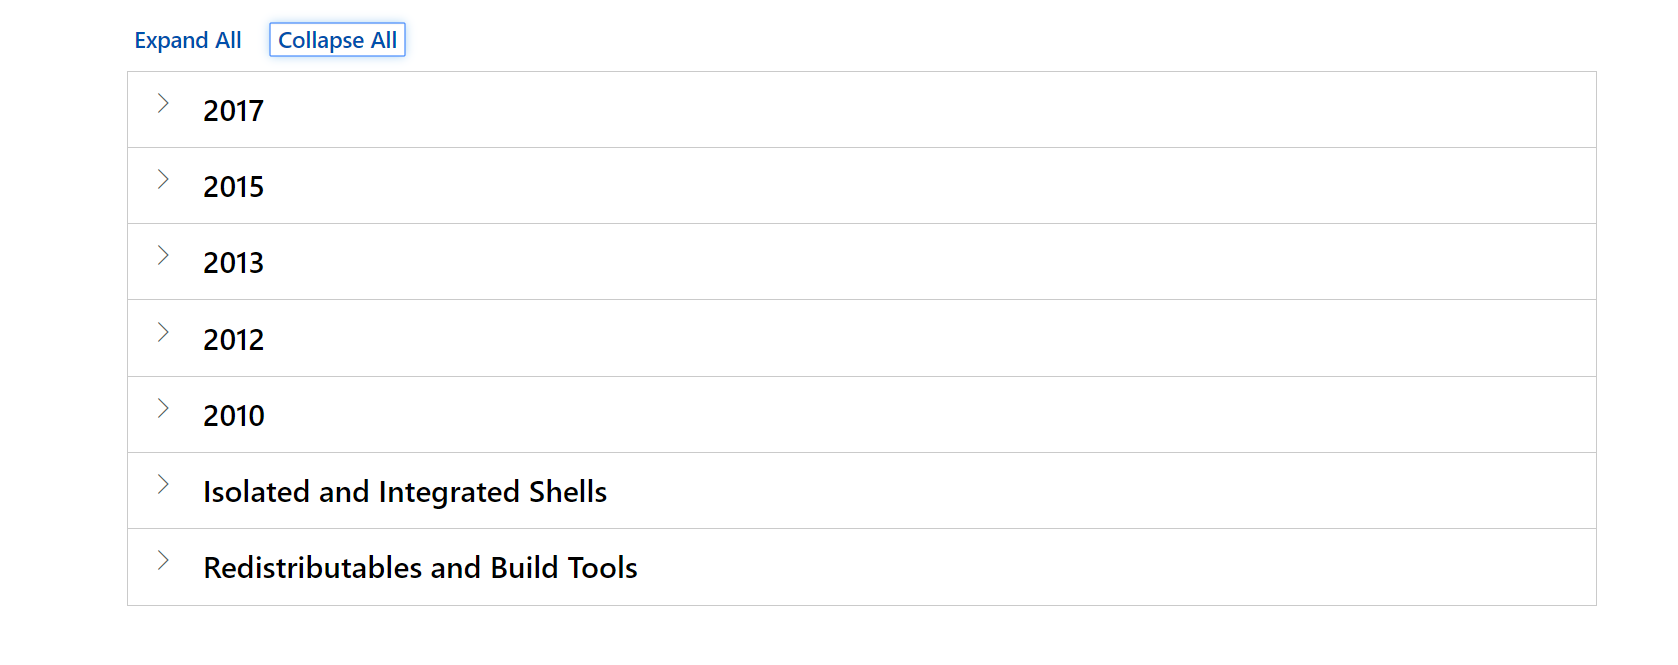 Expand All Collapse All
2017
2015
2013
2012
2010
Isolated and Integrated Shells
Redistributables and Build Tools